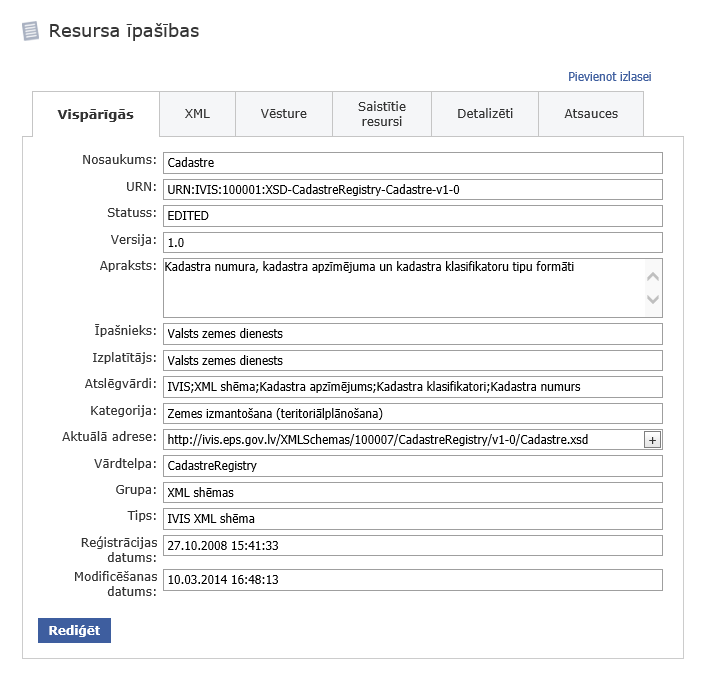 Resursa īpašības
Pievienot izlasei
Vispārīgās
XML
Vēsture
Saistītie
resursi
Detalizēti
Atsauces
Nosaukums: Cadastre
URN: URN:IVIS:100001:XSD-CadastreRegistry-Cadastre-v1-0
Statuss: EDITED
Versija: 1.0
Apraksts: Kadastra numura, kadastra apzīmējuma un kadastra klasifikatoru tipu formāti
Īpašnieks: Valsts zemes dienests
Izplatītājs: Valsts zemes dienests
Atslēgvārdi: IVIS;XML shēma;Kadastra apzīmējums;Kadastra klasifikatori;Kadastra numurs
Kategorija: Zemes izmantošana (teritoriālplānošana)
Aktuālā adrese: http://ivis.eps.gov.lv/XMLSchemas/100007/CadastreRegistry/v1-0/Cadastre.xsd +
Vārdtelpa: CadastreRegistry
Grupa: XML shēmas
Tips: IVIS XML shēma
Reģistrācijas
datums: 27.10.2008 15:41:33
Modificēšanas
datums: 10.03.2014 16:48:13
Rediģēt